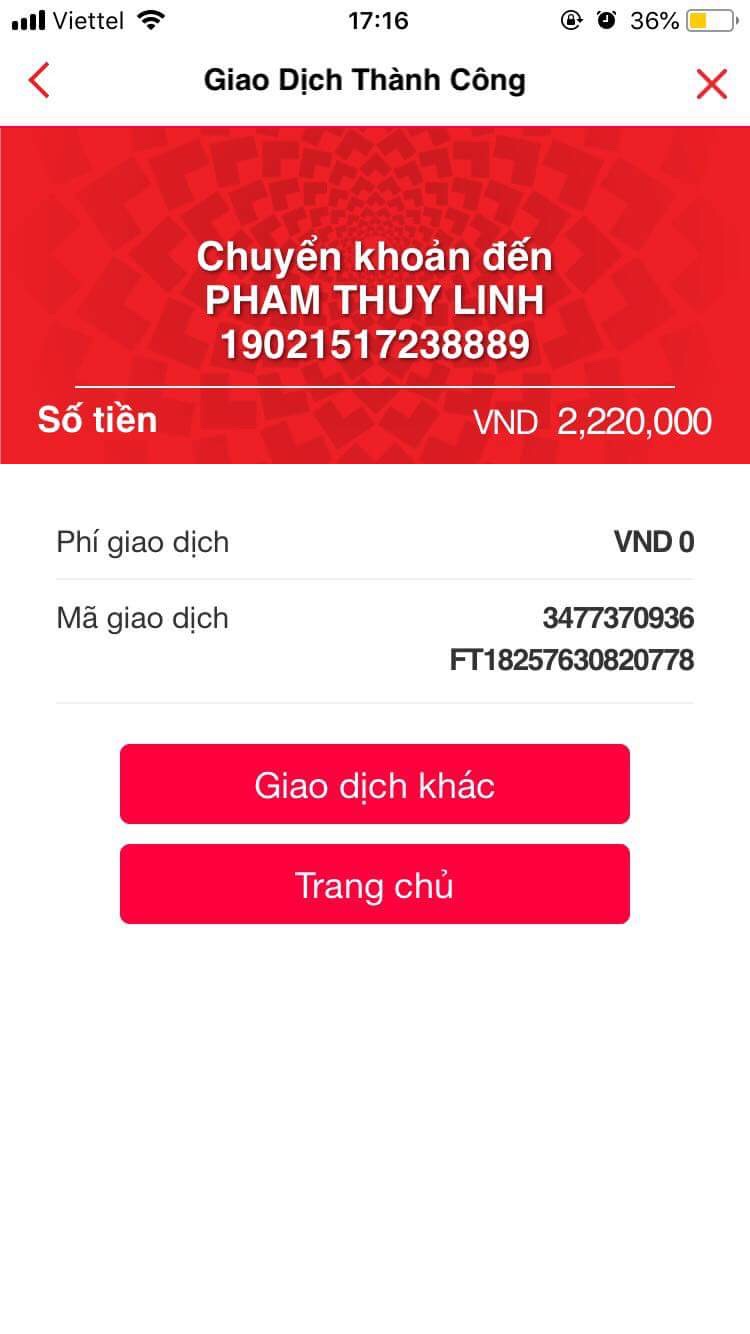 Viettel 17:16 36%
Giao Dịch Thành Công
Chuyển khoản đến
PHAM THUY LINH
19021517238889
Số tiền VND 2,220,000
Phí giao dịch VND 0
Mã giao dịch 3477370936
FT18257630820778
Giao dịch khác
Trang chủ